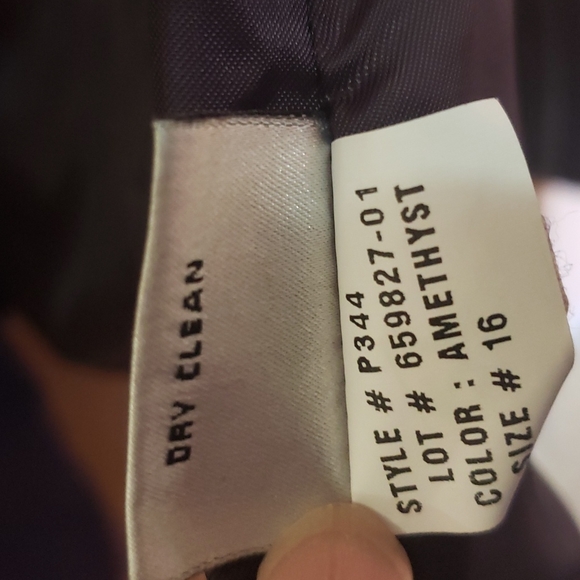 DRY CLEAN
STYLE # P344
LOT # 659827-01
COLOR : AMETHYST
SIZE # 16